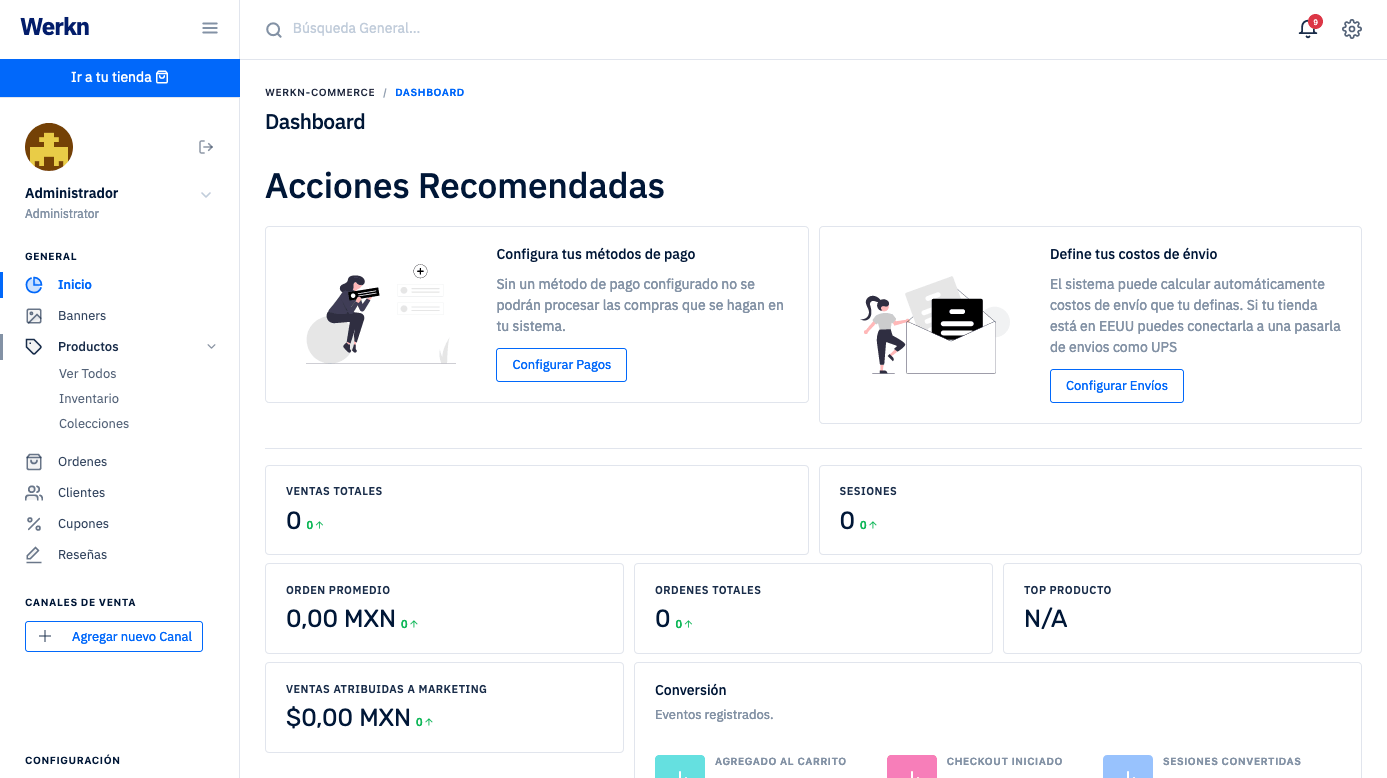 Werkn
Búsqueda General...
9
Ir a tu tienda
Administrador
Administrator
GENERAL
Inicio
Banners
Productos
Ver Todos
Inventario
Colecciones
Ordenes
Clientes
Cupones
Reseñas
CANALES DE VENTA
Agregar nuevo Canal
CONFIGURACIÓN
WERKN-COMMERCE / DASHBOARD
Dashboard
Acciones Recomendadas
Configura tus métodos de pago
Sin un método de pago configurado no se
podrán procesar las compras que se hagan en
tu sistema.
Configurar Pagos
Define tus costos de énvio
El sistema puede calcular automáticamente
costos de envío que tu definas. Si tu tienda
está en EEUU puedes conectarla a una pasarla
de envios como UPS
Configurar Envíos
VENTAS TOTALES
0 0↑
SESIONES
0 0↑
ORDEN PROMEDIO
0,00 MXN 0↑
ORDENES TOTALES
0 0↑
TOP PRODUCTO
N/A
VENTAS ATRIBUIDAS A MARKETING
$0,00 MXN 0↑
Conversión
Eventos registrados.
AGREGADO AL CARRITO
CHECKOUT INICIADO
SESIONES CONVERTIDAS